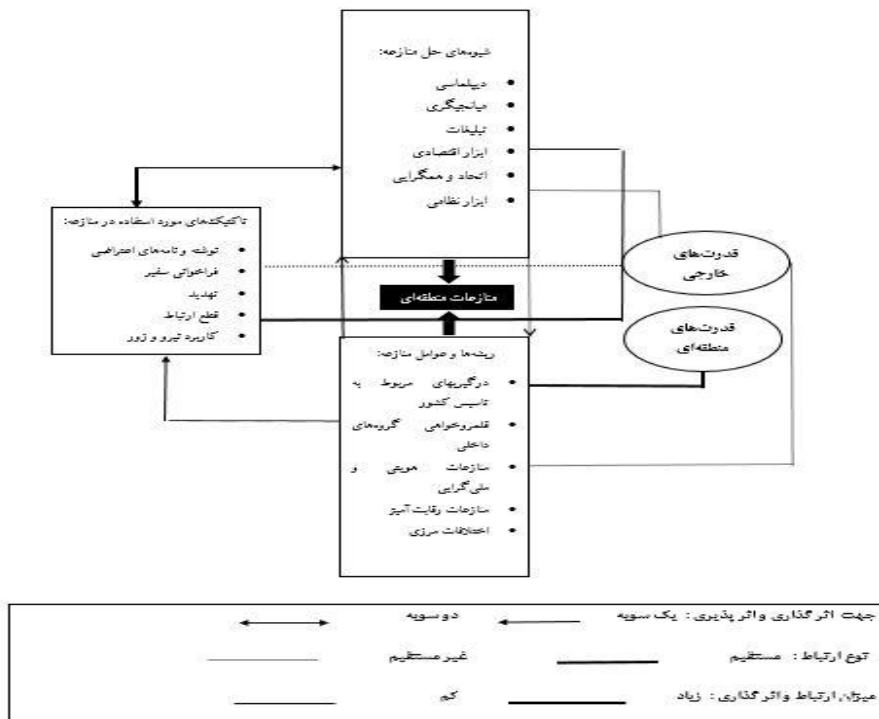 شیوه‌های حل منازعه:
• دیپلماسی
• میانجیگری
• تبلیغات
• ابزار اقتصادی
• اتحاد و همگرایی
• ابزار نظامی
تاکتیک‌های مورد استفاده در منازعه:
• نوشته و نامه‌های اعتراضی
• فراخوانی سفیر
• تهدید
• قطع ارتباط
• کاربرد نیرو و زور
منازعات منطقه‌ای
قدرت‌های
خارجی
قدرت‌های
منطقه‌ای
ریشه‌ها و عوامل منازعه:
• درگیریهای مربوط به
تاسیس کشور
• قلمروخواهی گروه‌های
داخلی
• منازعات هویتی و
ملی‌گرایی
• منازعات رقابت آمیز
• اختلافات مرزی
جهت اثرگذاری و اثر پذیری: یک سویه دو سویه
نوع ارتباط: مستقیم غیر مستقیم
میزان ارتباط و اثرگذاری: زیاد کم